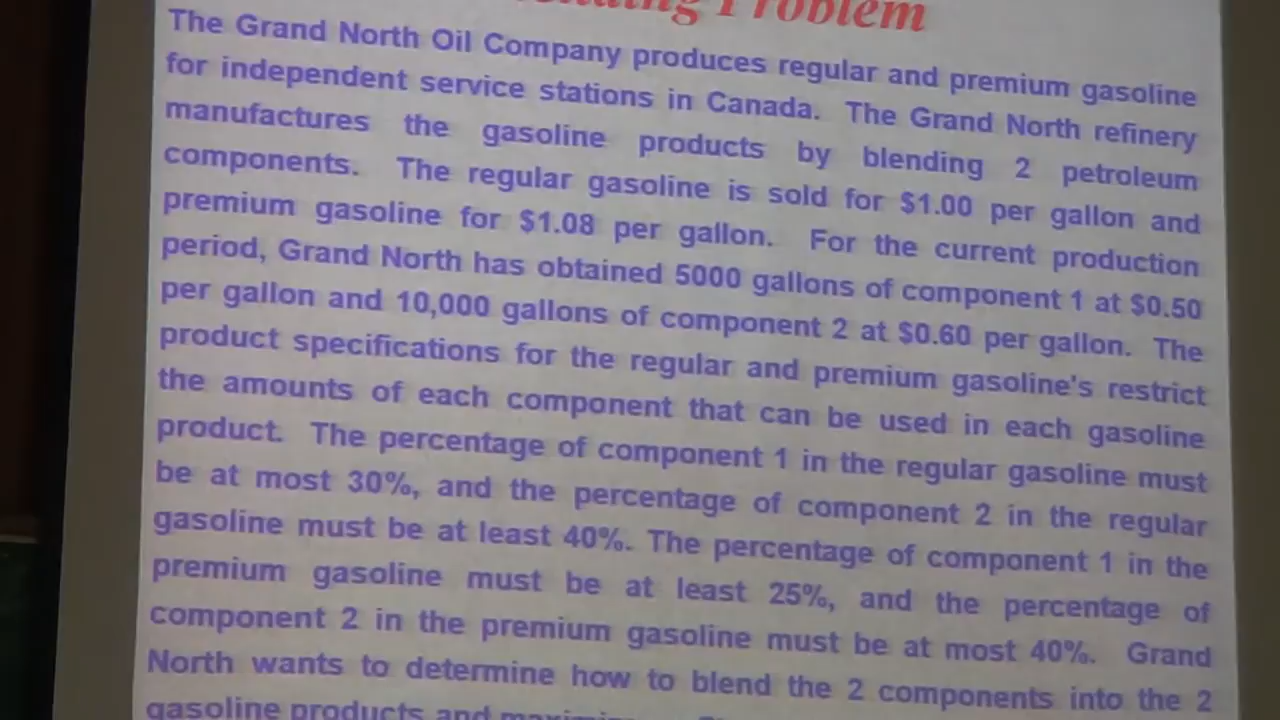 Problem
The Grand North Oil Company produces regular and premium gasoline
for independent service stations in Canada. The Grand North refinery
manufactures the gasoline products by blending 2 petroleum
components. The regular gasoline is sold for $1.00 per gallon and
premium gasoline for $1.08 per gallon. For the current production
period, Grand North has obtained 5000 gallons of component 1 at $0.50
per gallon and 10,000 gallons of component 2 at $0.60 per gallon. The
product specifications for the regular and premium gasoline's restrict
the amounts of each component that can be used in each gasoline
product. The percentage of component 1 in the regular gasoline must
be at most 30%, and the percentage of component 2 in the regular
gasoline must be at least 40%. The percentage of component 1 in the
premium gasoline must be at least 25%, and the percentage of
component 2 in the premium gasoline must be at most 40%. Grand
North wants to determine how to blend the 2 components into the 2
gasoline products and